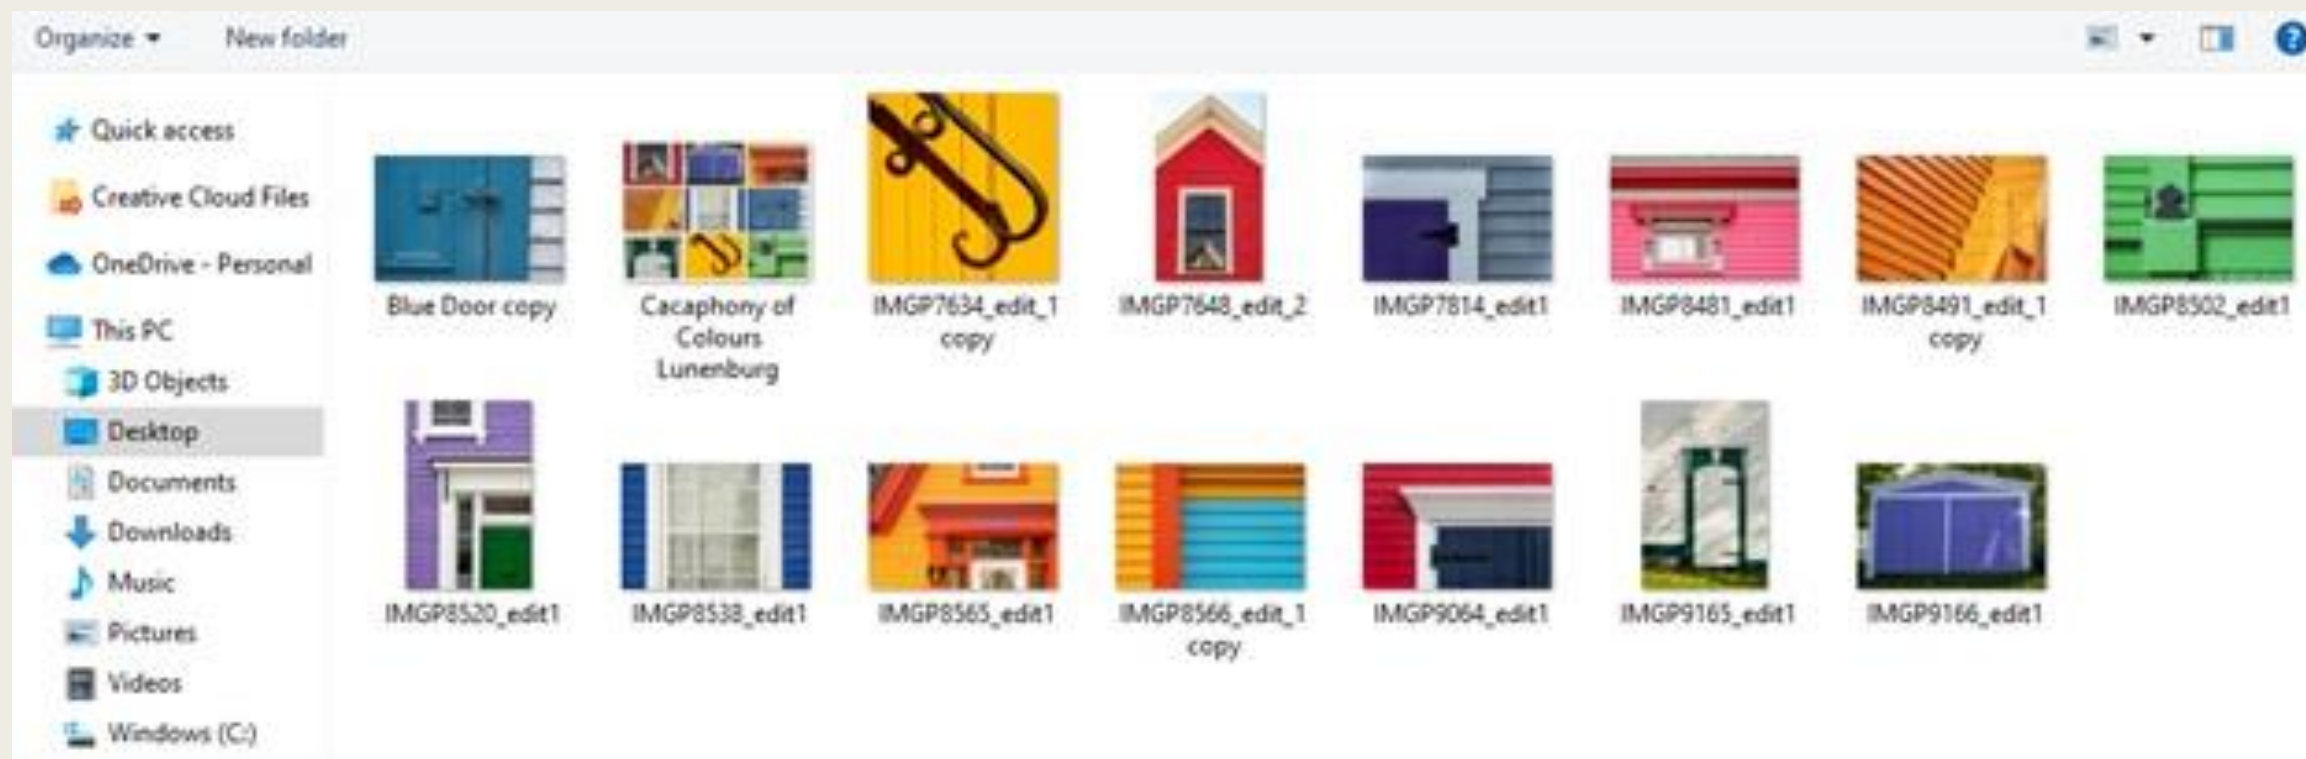 Organize New folder
Quick access
Creative Cloud Files
OneDrive - Personal
This PC
3D Objects
Desktop
Documents
Downloads
Music
Pictures
Videos
Windows (C:)
Blue Door copy
Cacaphony of
Colours
Lunenburg
IMGP7634_edit_1
copy
IMGP7648_edit_2
IMGP7814_edit1
IMGP8481_edit1
IMGP8491_edit_1
copy
IMGP8502_edit1
IMGP8520_edit1
IMGP8538_edit1
IMGP8565_edit1
IMGP8566_edit_1
copy
IMGP9064_edit1
IMGP9165_edit1
IMGP9166_edit1